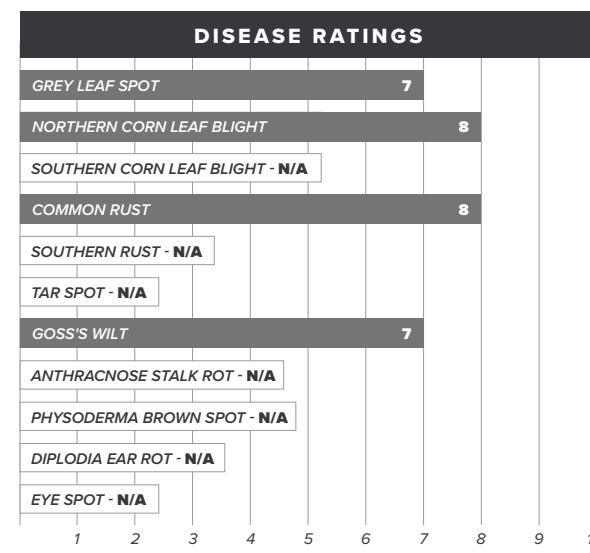 DISEASE RATINGS
GREY LEAF SPOT 7
NORTHERN CORN LEAF BLIGHT 8
SOUTHERN CORN LEAF BLIGHT - N/A
COMMON RUST 8
SOUTHERN RUST - N/A
TAR SPOT - N/A
GOSS'S WILT 7
ANTHRACNOSE STALK ROT - N/A
PHYSODERMA BROWN SPOT - N/A
DIPLODIA EAR ROT - N/A
EYE SPOT - N/A
1 2 3 4 5 6 7 8 9